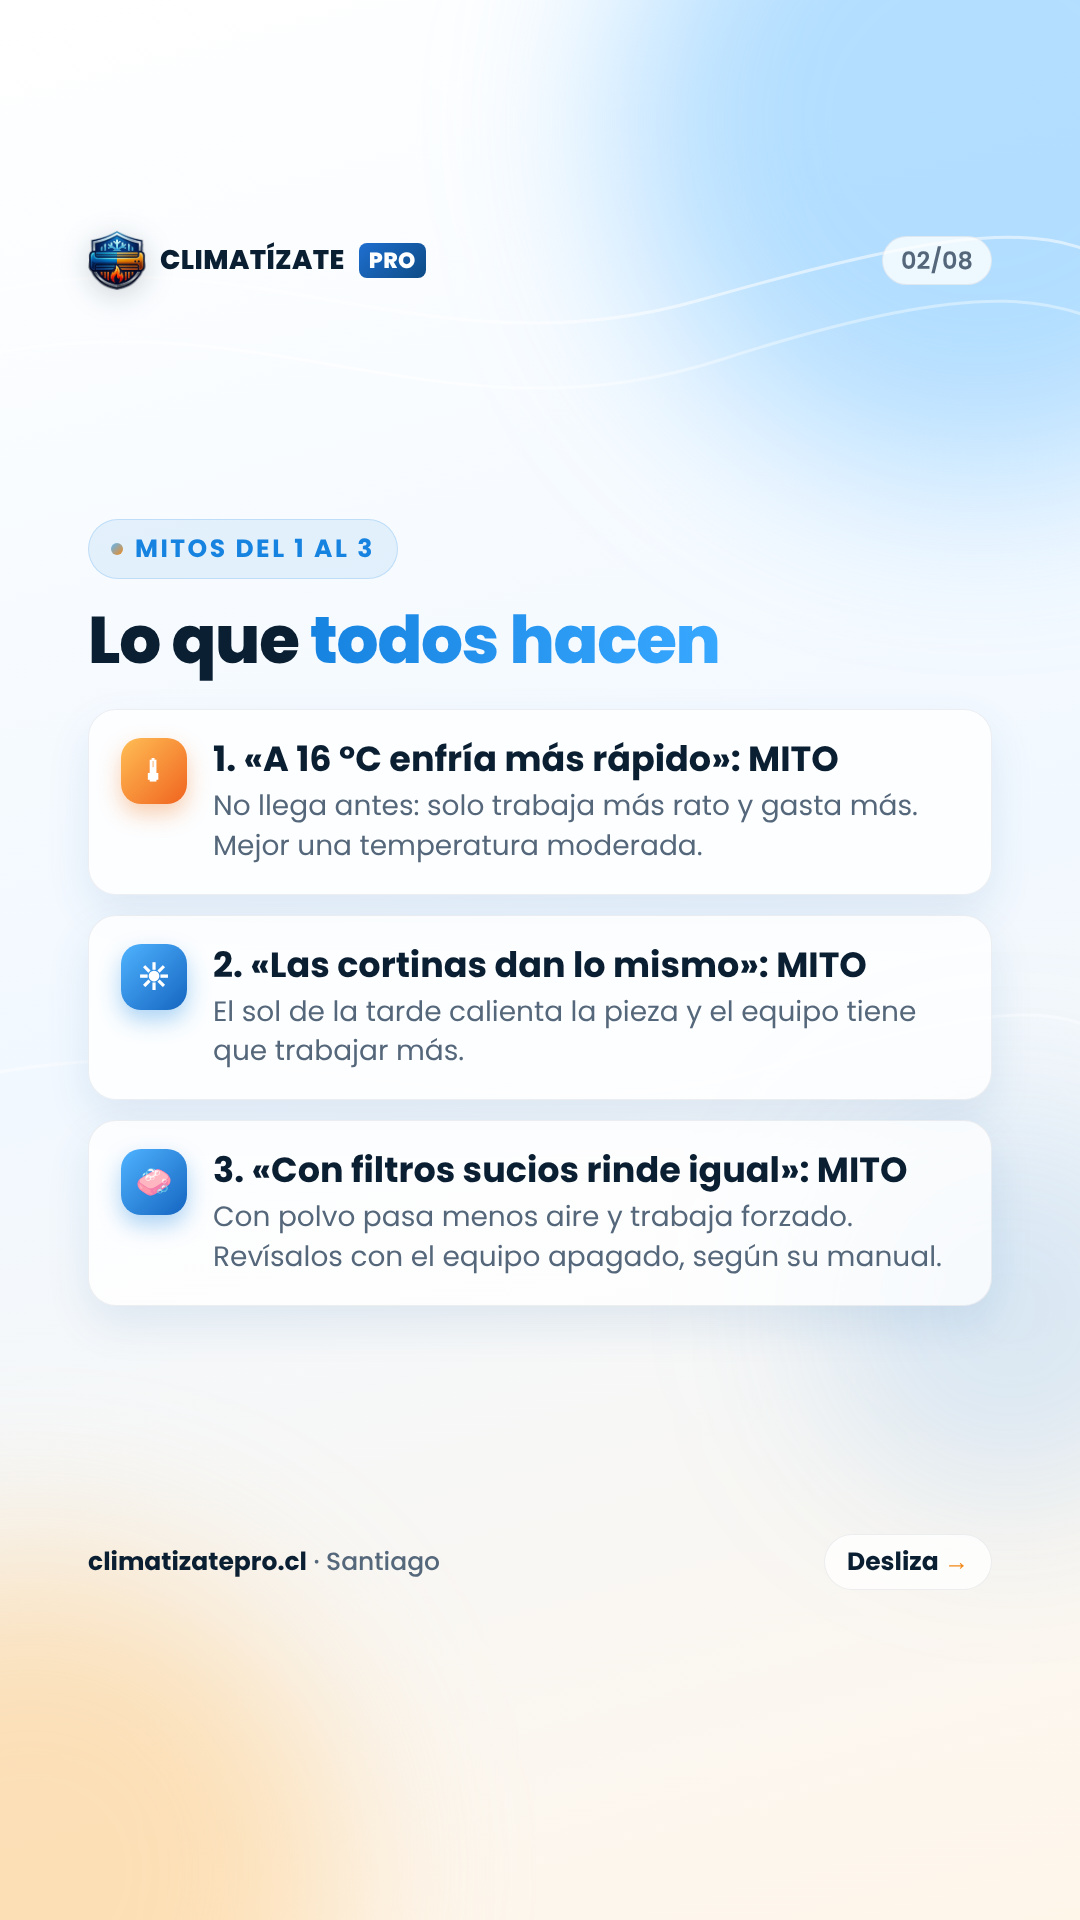 CLIMATÍZATE PRO
02/08
MITOS DEL 1 AL 3
Lo que todos hacen
1. «A 16 °C enfría más rápido»: MITO
No llega antes: solo trabaja más rato y gasta más.
Mejor una temperatura moderada.
2. «Las cortinas dan lo mismo»: MITO
El sol de la tarde calienta la pieza y el equipo tiene
que trabajar más.
3. «Con filtros sucios rinde igual»: MITO
Con polvo pasa menos aire y trabaja forzado.
Revísalos con el equipo apagado, según su manual.
climatizatepro.cl · Santiago
Desliza →